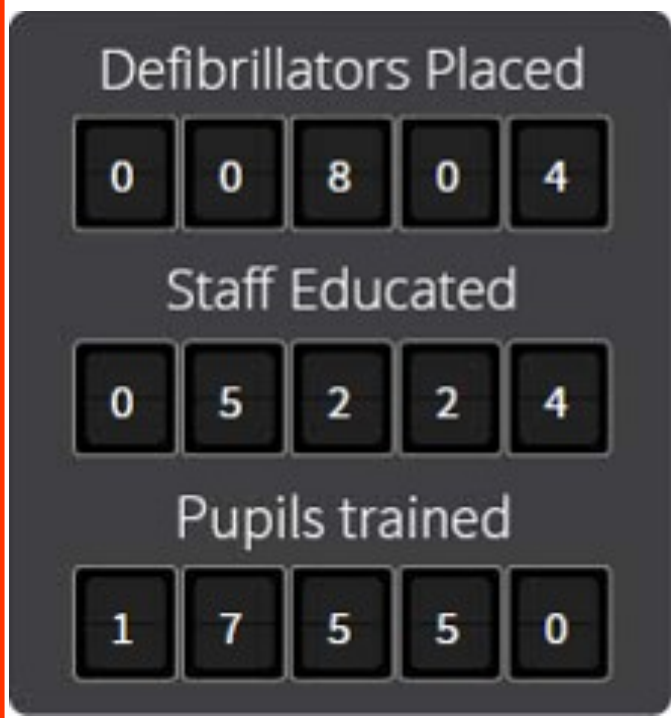 Defibrillators Placed
0 0 8 0 4
Staff Educated
0 5 2 2 4
Pupils trained
1 7 5 5 0